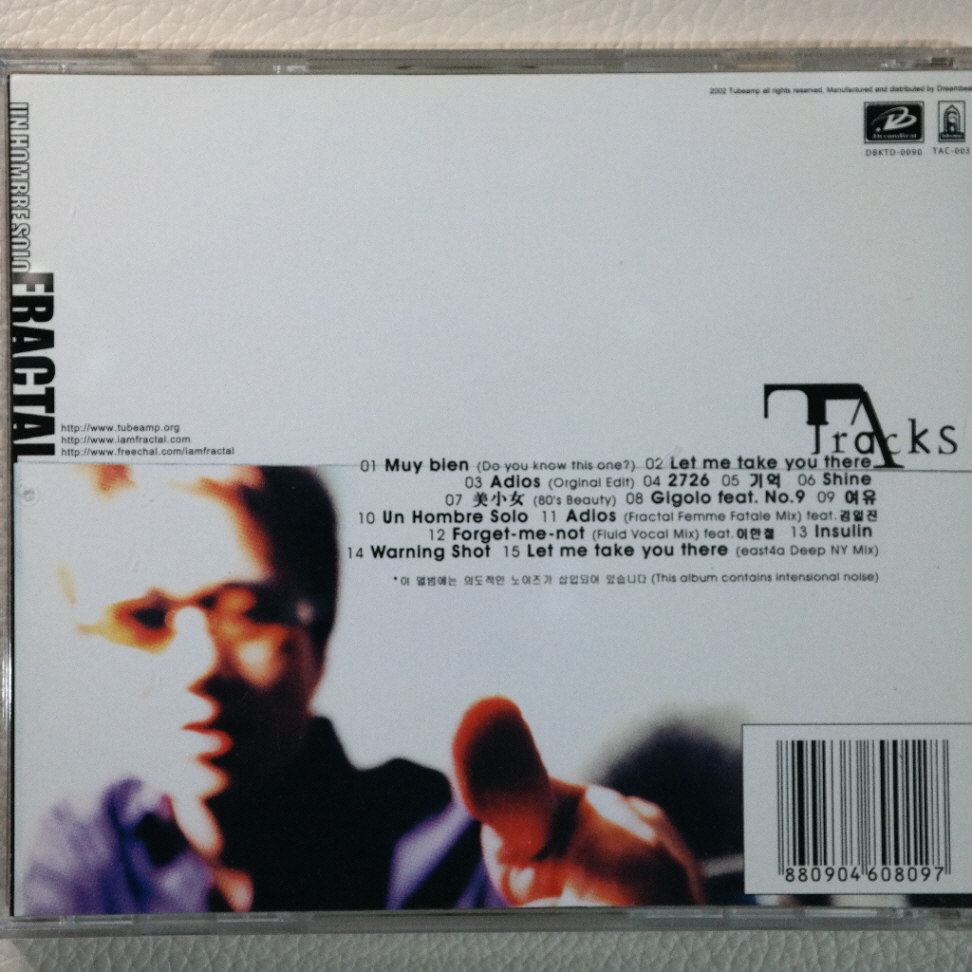 2002 Tubeamp all rights reserved, Manufactured and distributed by Dreambea
DreamBeat
DBKTD-0090 TAC-003
UN HOMBRE SOLO FRACTAL
http://www.tubeamp.org
http://www.iamfractal.com
http://www.freechal.com/iamfractal
Tracks
01 Muy bien (Do you know this one?) 02 Let me take you there
03 Adios (Orginal Edit) 04 2726 05 기억 06 Shine
07 美小女 (80's Beauty) 08 Gigolo feat. No.9 09 여유
10 Un Hombre Solo 11 Adios (Fractal Femme Fatale Mix) feat.김일진
12 Forget-me-not (Fluid Vocal Mix) feat.이한철 13 Insulin
14 Warning Shot 15 Let me take you there (east4a Deep NY Mix)
*이 앨범에는 의도적인 노이즈가 삽입되어 있습니다 (This album contains intensional noise)
880904608097